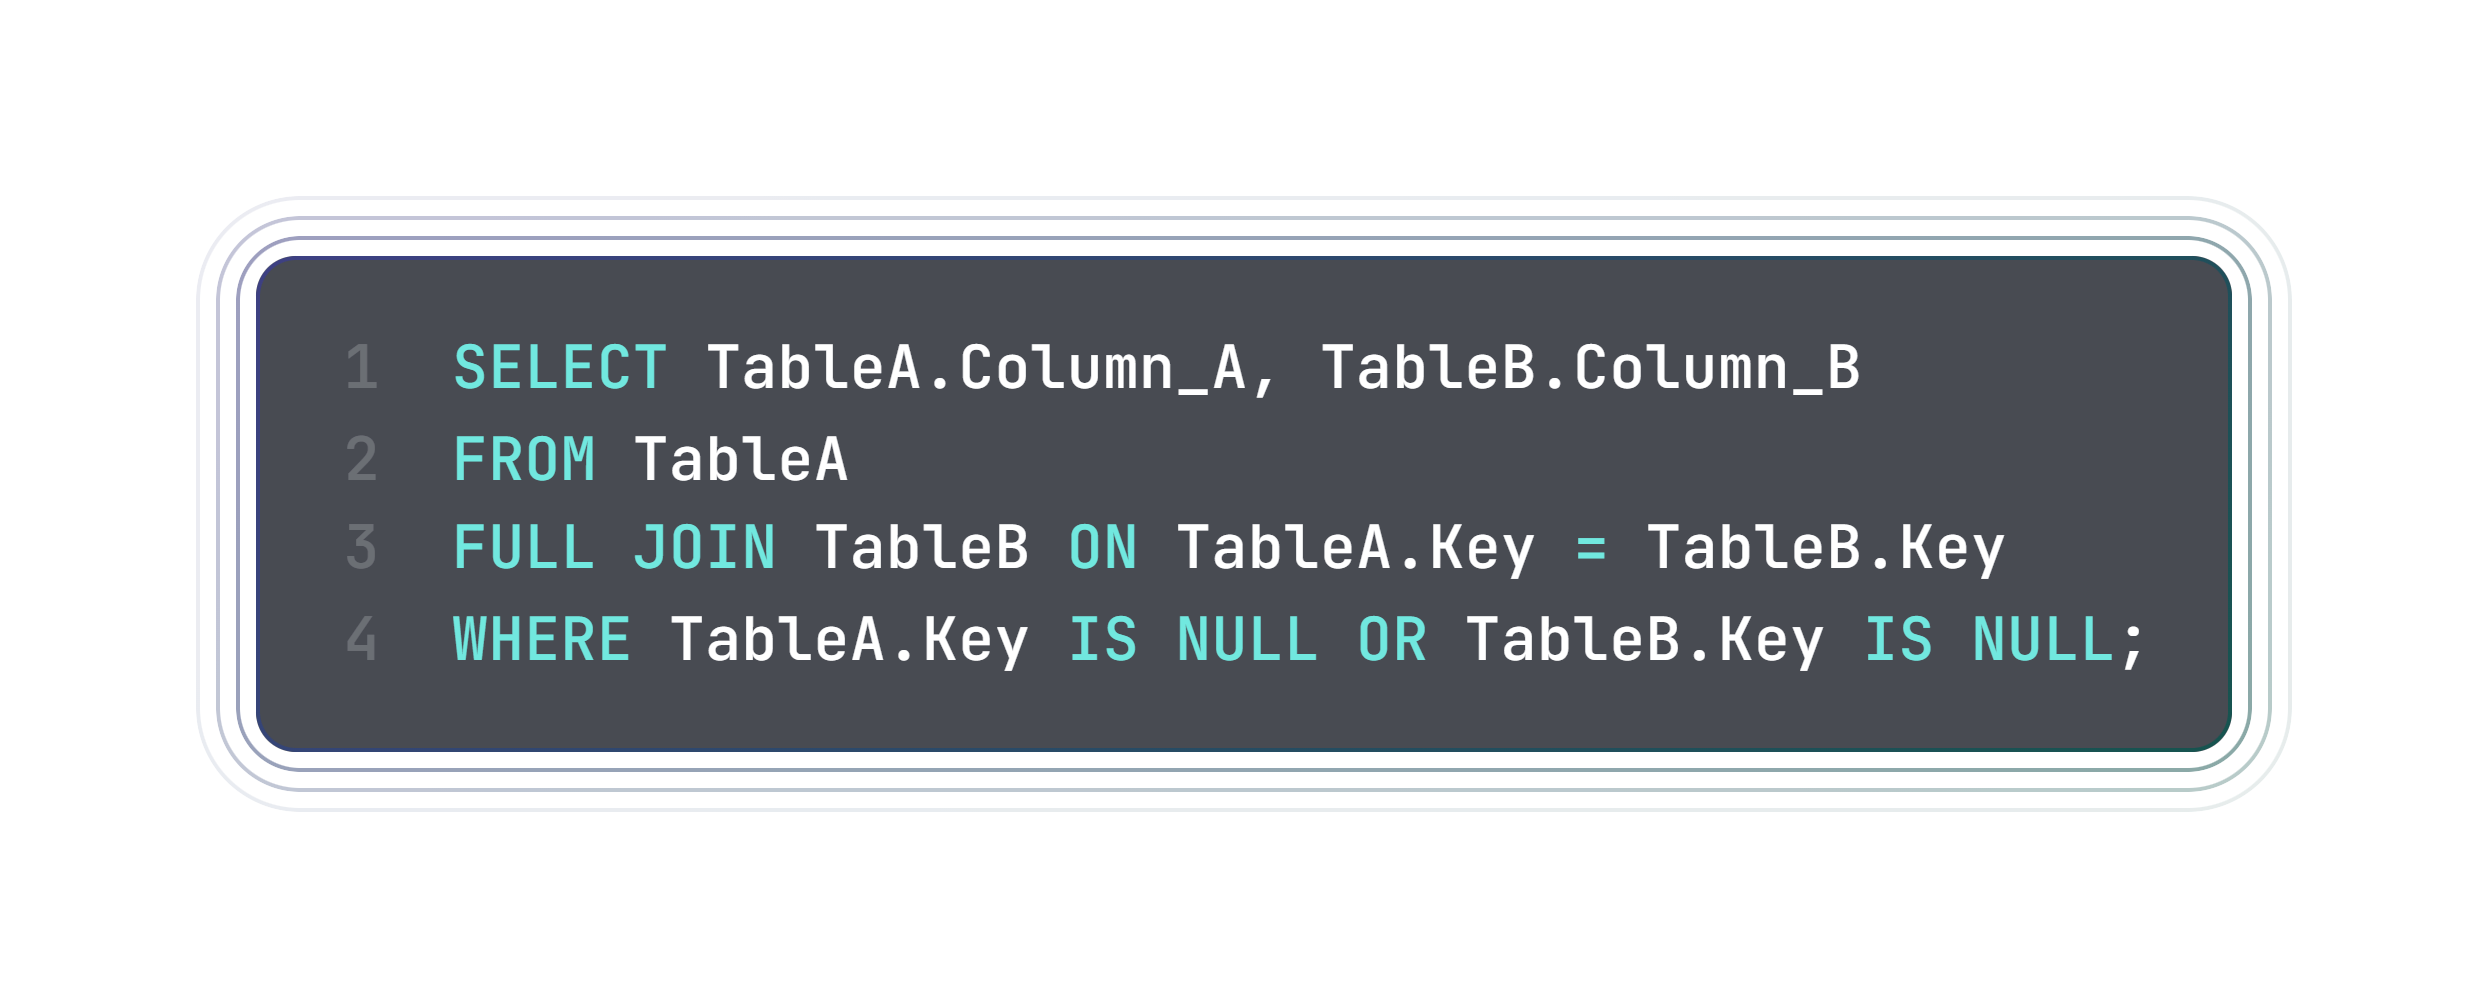 1 SELECT TableA.Column_A, TableB.Column_B
2 FROM TableA
3 FULL JOIN TableB ON TableA.Key = TableB.Key
4 WHERE TableA.Key IS NULL OR TableB.Key IS NULL;